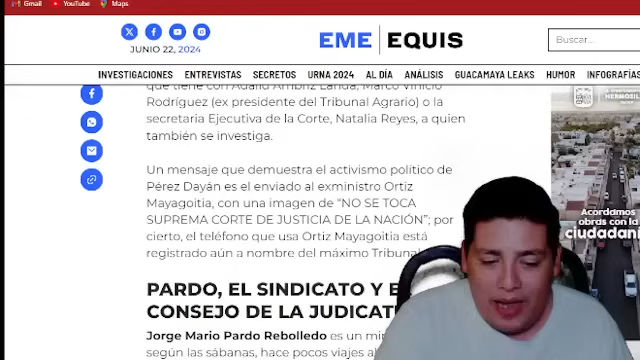 Gmail YouTube Maps
JUNIO 22, 2024
EME EQUIS
Buscar...
INVESTIGACIONES ENTREVISTAS SECRETOS URNA 2024 AL DÍA ANÁLISIS GUACAMAYA LEAKS HUMOR INFOGRAFÍAS
que tiene con Adalid Ambriz Landa, Marco Vinicio
Rodríguez (ex presidente del Tribunal Agrario) o la
secretaria Ejecutiva de la Corte, Natalia Reyes, a quien
también se investiga.
Un mensaje que demuestra el activismo político de
Pérez Dayán es el enviado al exministro Ortiz
Mayagoitia, con una imagen de “NO SE TOCA
SUPREMA CORTE DE JUSTICIA DE LA NACIÓN”; por
cierto, el teléfono que usa Ortiz Mayagoitia está
registrado aún a nombre del máximo Tribunal
PARDO, EL SINDICATO Y E
CONSEJO DE LA JUDICAT
Jorge Mario Pardo Rebolledo es un mi
según las sábanas, hace pocos viajes a
HERMOSIL
Acordamos
obras con la
ciudadaní